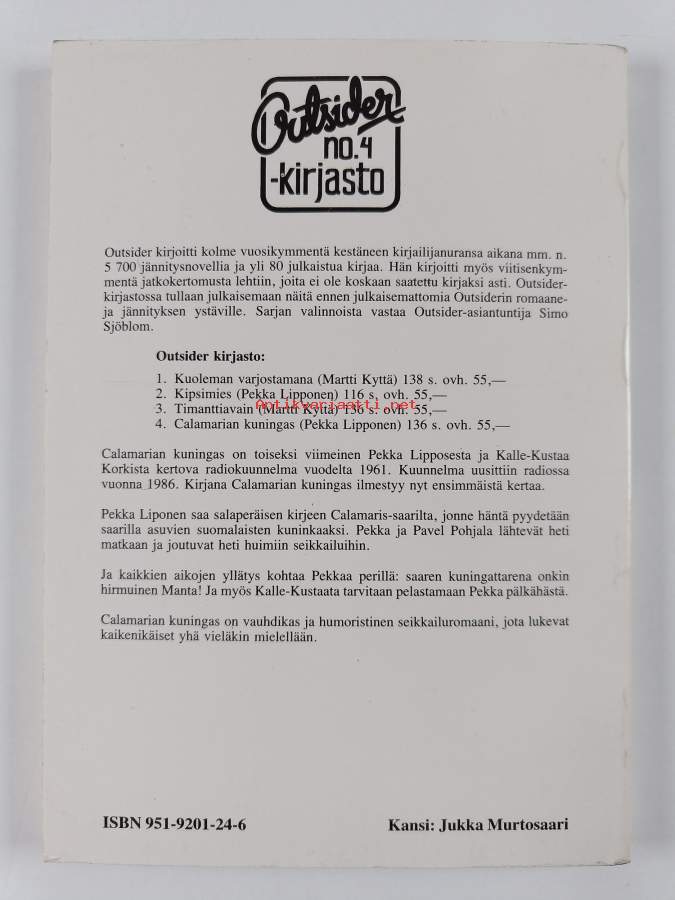 Outsider
no.4
-kirjasto
Outsider kirjoitti kolme vuosikymmentä kestäneen kirjailijanuransa aikana mm. n.
5 700 jännitysnovellia ja yli 80 julkaistua kirjaa. Hän kirjoitti myös viitisenkym-
mentä jatkokertomusta lehtiin, joita ei ole koskaan saatettu kirjaksi asti. Outsider-
kirjastossa tullaan julkaisemaan näitä ennen julkaisemattomia Outsiderin romaane-
ja jännityksen ystäville. Sarjan valinnoista vastaa Outsider-asiantuntija Simo
Sjöblom.
Outsider kirjasto:
1. Kuoleman varjostamana (Martti Kyttä) 138 s. ovh. 55,—
2. Kipsimies (Pekka Lipponen) 116 s. ovh. 55,—
Antikvariaatti.net
3. Timanttiavain (Martti Kyttä) 136 s. ovh. 55,—
4. Calamarian kuningas (Pekka Lipponen) 136 s. ovh. 55,—
Calamarian kuningas on toiseksi viimeinen Pekka Lipposesta ja Kalle-Kustaa
Korkista kertova radiokuunnelma vuodelta 1961. Kuunnelma uusittiin radiossa
vuonna 1986. Kirjana Calamarian kuningas ilmestyy nyt ensimmäistä kertaa.
Pekka Liponen saa salaperäisen kirjeen Calamaris-saarilta, jonne häntä pyydetään
saarilla asuvien suomalaisten kuninkaaksi. Pekka ja Pavel Pohjala lähtevät heti
matkaan ja joutuvat heti huimiin seikkailuihin.
Ja kaikkien aikojen yllätys kohtaa Pekkaa perillä: saaren kuningattarena onkin
hirmuinen Manta! Ja myös Kalle-Kustaata tarvitaan pelastamaan Pekka pälkähästä.
Calamarian kuningas on vauhdikas ja humoristinen seikkailuromaani, jota lukevat
kaikenikäiset yhä vieläkin mielellään.
ISBN 951-9201-24-6
Kansi: Jukka Murtosaari